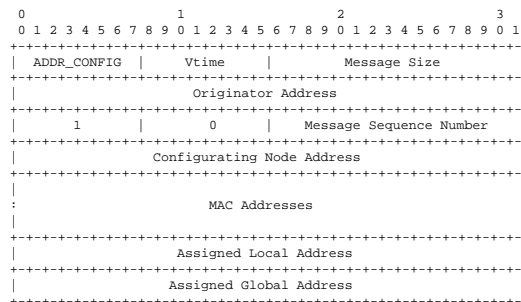 0                   1                   2                   3
0 1 2 3 4 5 6 7 8 9 0 1 2 3 4 5 6 7 8 9 0 1 2 3 4 5 6 7 8 9 0 1
+-+-+-+-+-+-+-+-+-+-+-+-+-+-+-+-+-+-+-+-+-+-+-+-+-+-+-+-+-+-+-+-
|  ADDR_CONFIG  |     Vtime     |         Message Size
+-+-+-+-+-+-+-+-+-+-+-+-+-+-+-+-+-+-+-+-+-+-+-+-+-+-+-+-+-+-+-+-
|                      Originator Address
+-+-+-+-+-+-+-+-+-+-+-+-+-+-+-+-+-+-+-+-+-+-+-+-+-+-+-+-+-+-+-+-
|       1       |       0       |    Message Sequence Number
+-+-+-+-+-+-+-+-+-+-+-+-+-+-+-+-+-+-+-+-+-+-+-+-+-+-+-+-+-+-+-+-
|                 Configurating Node Address
+-+-+-+-+-+-+-+-+-+-+-+-+-+-+-+-+-+-+-+-+-+-+-+-+-+-+-+-+-+-+-+-
|
:                        MAC Addresses
|
+-+-+-+-+-+-+-+-+-+-+-+-+-+-+-+-+-+-+-+-+-+-+-+-+-+-+-+-+-+-+-+-
|                    Assigned Local Address
+-+-+-+-+-+-+-+-+-+-+-+-+-+-+-+-+-+-+-+-+-+-+-+-+-+-+-+-+-+-+-+-
|                   Assigned Global Address
+-+-+-+-+-+-+-+-+-+-+-+-+-+-+-+-+-+-+-+-+-+-+-+-+-+-+-+-+-+-+-+-